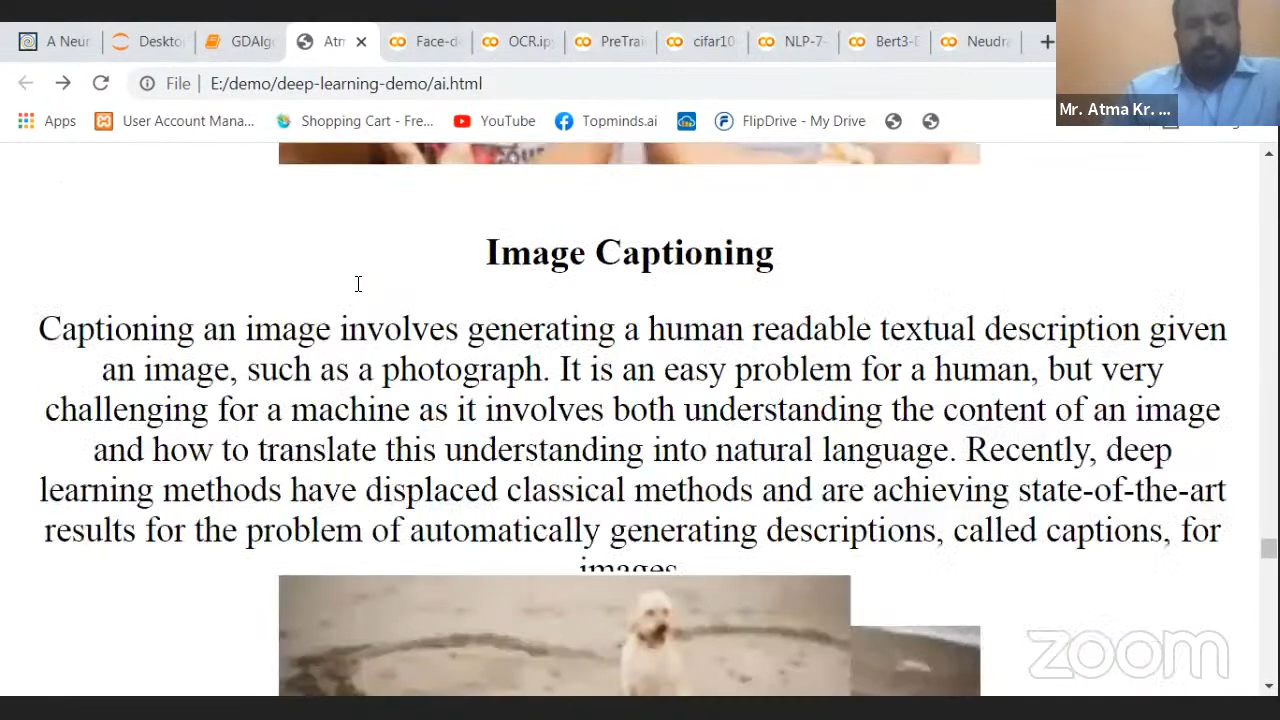 A Neur
Deskto
GDAlg
Atm
Face-d
OCR.ip
PreTrai
cifar10
NLP-7-
Bert3-
Neudr
File
E:/demo/deep-learning-demo/ai.html
Mr. Atma Kr. ...
Apps
User Account Mana...
Shopping Cart - Fre...
YouTube
Topminds.ai
FlipDrive - My Drive
Image Captioning
Captioning an image involves generating a human readable textual description given
an image, such as a photograph. It is an easy problem for a human, but very
challenging for a machine as it involves both understanding the content of an image
and how to translate this understanding into natural language. Recently, deep
learning methods have displaced classical methods and are achieving state-of-the-art
results for the problem of automatically generating descriptions, called captions, for
images.
zoom